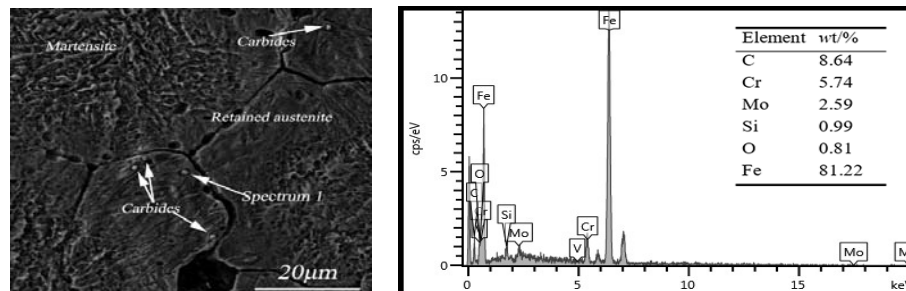 Martensite
Carbides
Retained austenite
Spectrum 1
Carbides
20μm
cps/eV
10
5
0
0
5
10
15
keV
Fe
Fe
O
C
Cr
Si
Mo
V
Cr
Mo
M
Element wt/%
C 8.64
Cr 5.74
Mo 2.59
Si 0.99
O 0.81
Fe 81.22